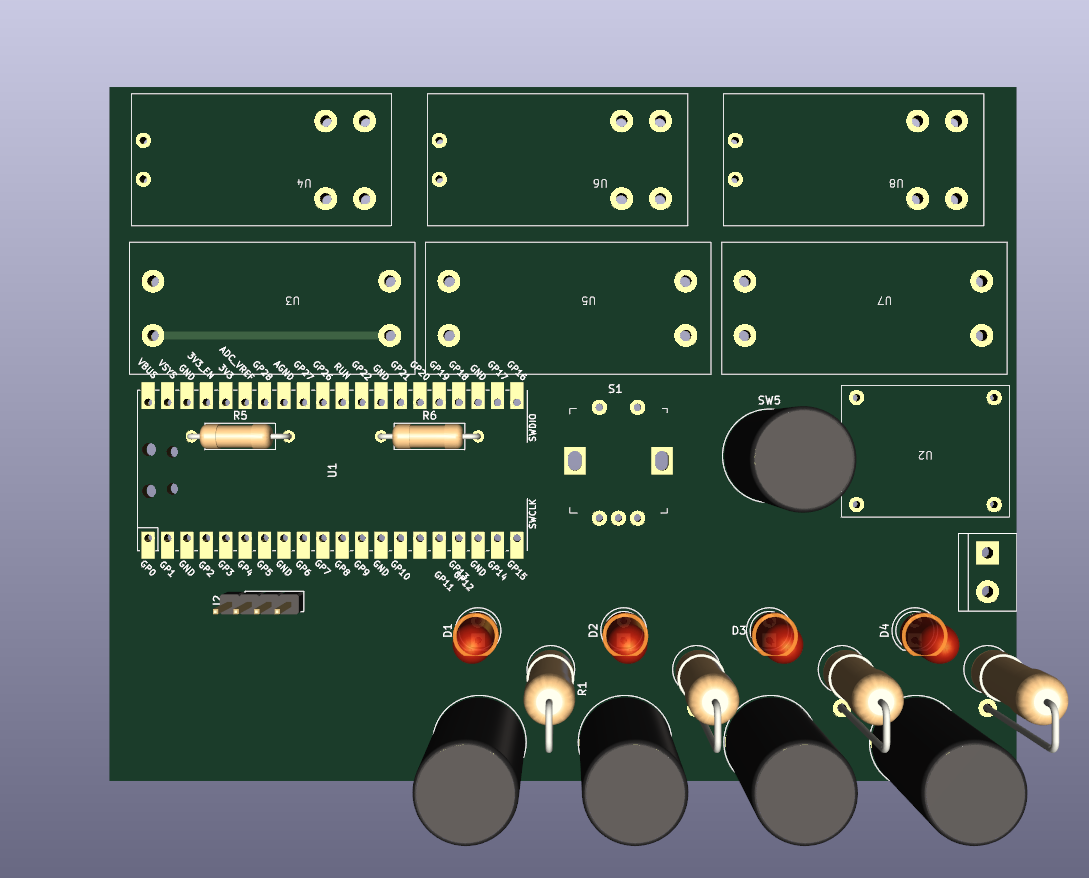 U4
U6
U8
U3
U5
U7
VBUS
VSYS
GND
3V3_EN
3V3
ADC_VREF
GP28
AGND
GP27
GP26
RUN
GP22
GND
GP21
GP20
GP19
GP18
GND
GP17
GP16
S1
R5
R6
SWDIO
SW5
U2
U1
SWCLK
GP0
GP1
GND
GP2
GP3
GP4
GP5
GND
GP6
GP7
GP8
GP9
GND
GP10
GP11
GP12
GP13
GND
GP14
GP15
D1
D2
D3
D4
R1